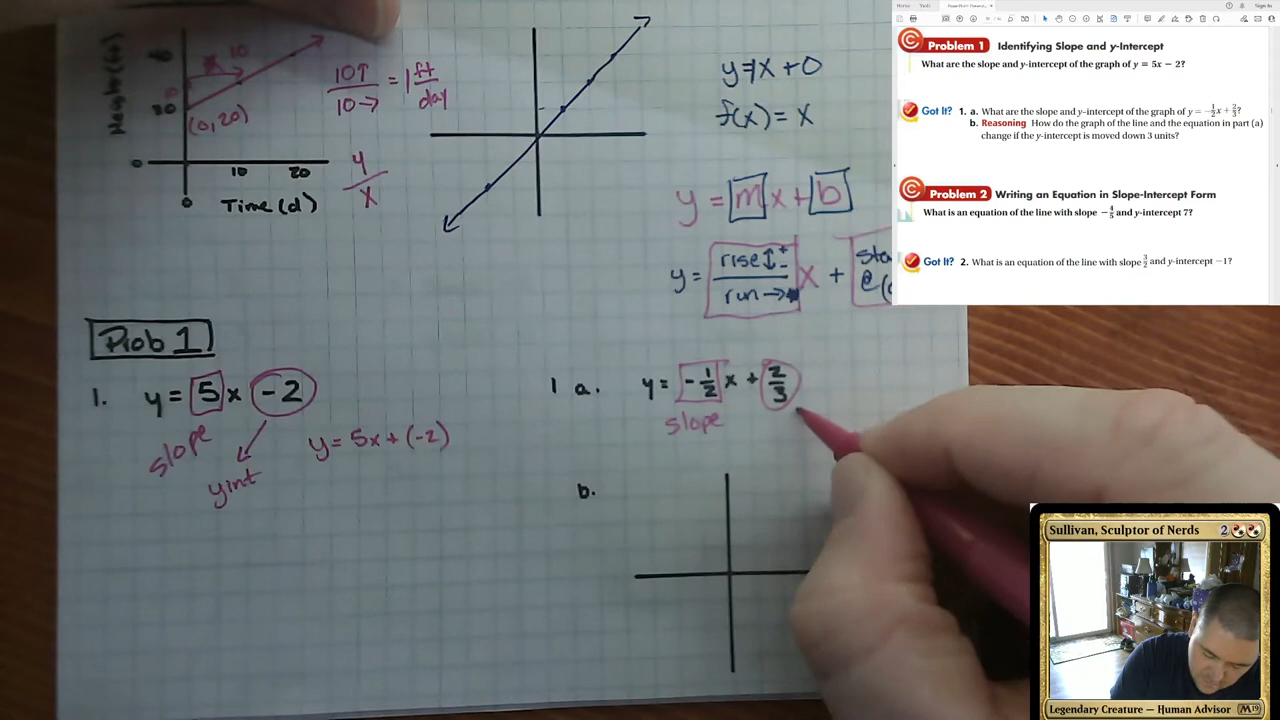 Height (ft)
20
0
10
(0,20)
10
20
0
Time (d)
10↑
10→
= 1 ft
day
y
x
y=1x+0
f(x) = x
y = m x + b
y = rise↕+-
run→
x +
@
Prob 1
1. y = 5 x -2
slope
yint
y = 5x + (-2)
1 a. y = -1/2 x + 2/3
slope
b.
Home Tools
Sign In
Problem 1 Identifying Slope and y-Intercept
What are the slope and y-intercept of the graph of y = 5x − 2?
Got It? 1. a. What are the slope and y-intercept of the graph of y = −1/2x + 2/3?
b. Reasoning How do the graph of the line and the equation in part (a)
change if the y-intercept is moved down 3 units?
Problem 2 Writing an Equation in Slope-Intercept Form
What is an equation of the line with slope −4/5 and y-intercept 7?
Got It? 2. What is an equation of the line with slope 3/2 and y-intercept −1?
Sullivan, Sculptor of Nerds 2
Legendary Creature — Human Advisor M19